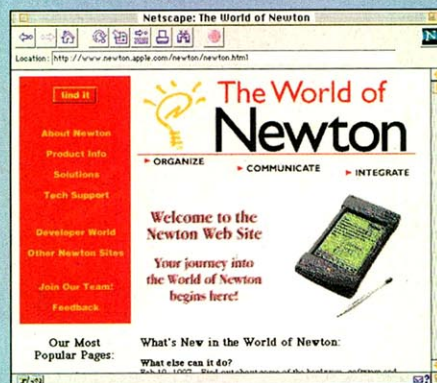 Netscape: The World of Newton
Location: http://www.newton.apple.com/newton/newton.html
find it
About Newton
Product Info
Solutions
Tech Support
Developer World
Other Newton Sites
Join Our Team!
Feedback
The World of
Newton
ORGANIZE
COMMUNICATE
INTEGRATE
Welcome to the
Newton Web Site
Your journey into
the World of Newton
begins here!
Our Most
Popular Pages:
What's New in the World of Newton:
What else can it do?